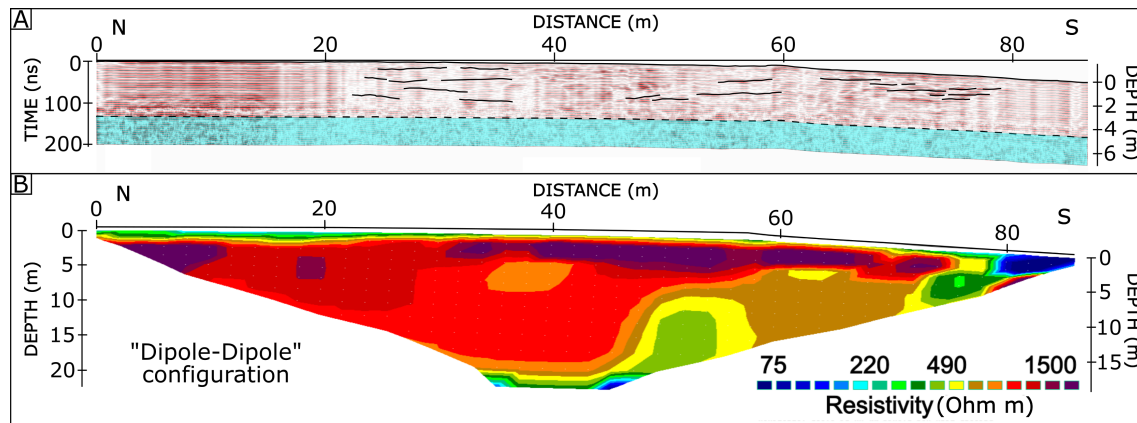 A
N
DISTANCE (m)
S
0 20 40 60 80
TIME (ns)
0
100
200
DEPTH (m)
0
2
4
6
B
N
DISTANCE (m)
S
0 20 40 60 80
DEPTH (m)
0
5
10
15
20
DEPTH (m)
0
5
10
15
"Dipole-Dipole"
configuration
75 220 490 1500
Resistivity (Ohm m)